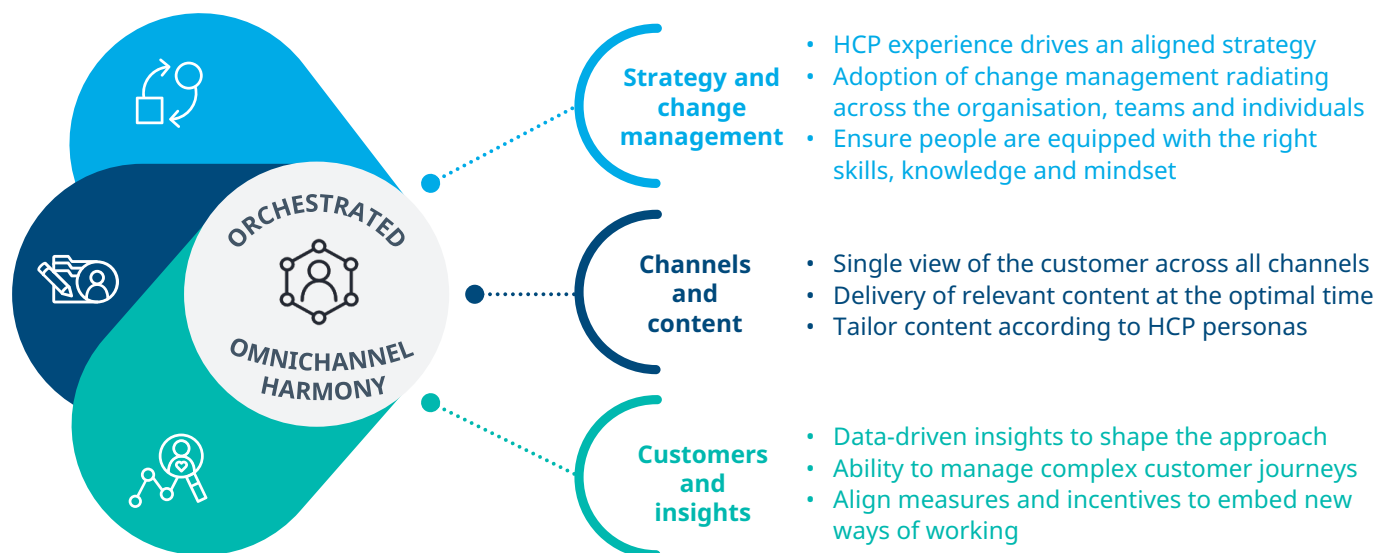 ORCHESTRATED
OMNICHANNEL
HARMONY
Strategy and
change
management
• HCP experience drives an aligned strategy
• Adoption of change management radiating
across the organisation, teams and individuals
• Ensure people are equipped with the right
skills, knowledge and mindset
Channels
and
content
• Single view of the customer across all channels
• Delivery of relevant content at the optimal time
• Tailor content according to HCP personas
Customers
and
insights
• Data-driven insights to shape the approach
• Ability to manage complex customer journeys
• Align measures and incentives to embed new
ways of working